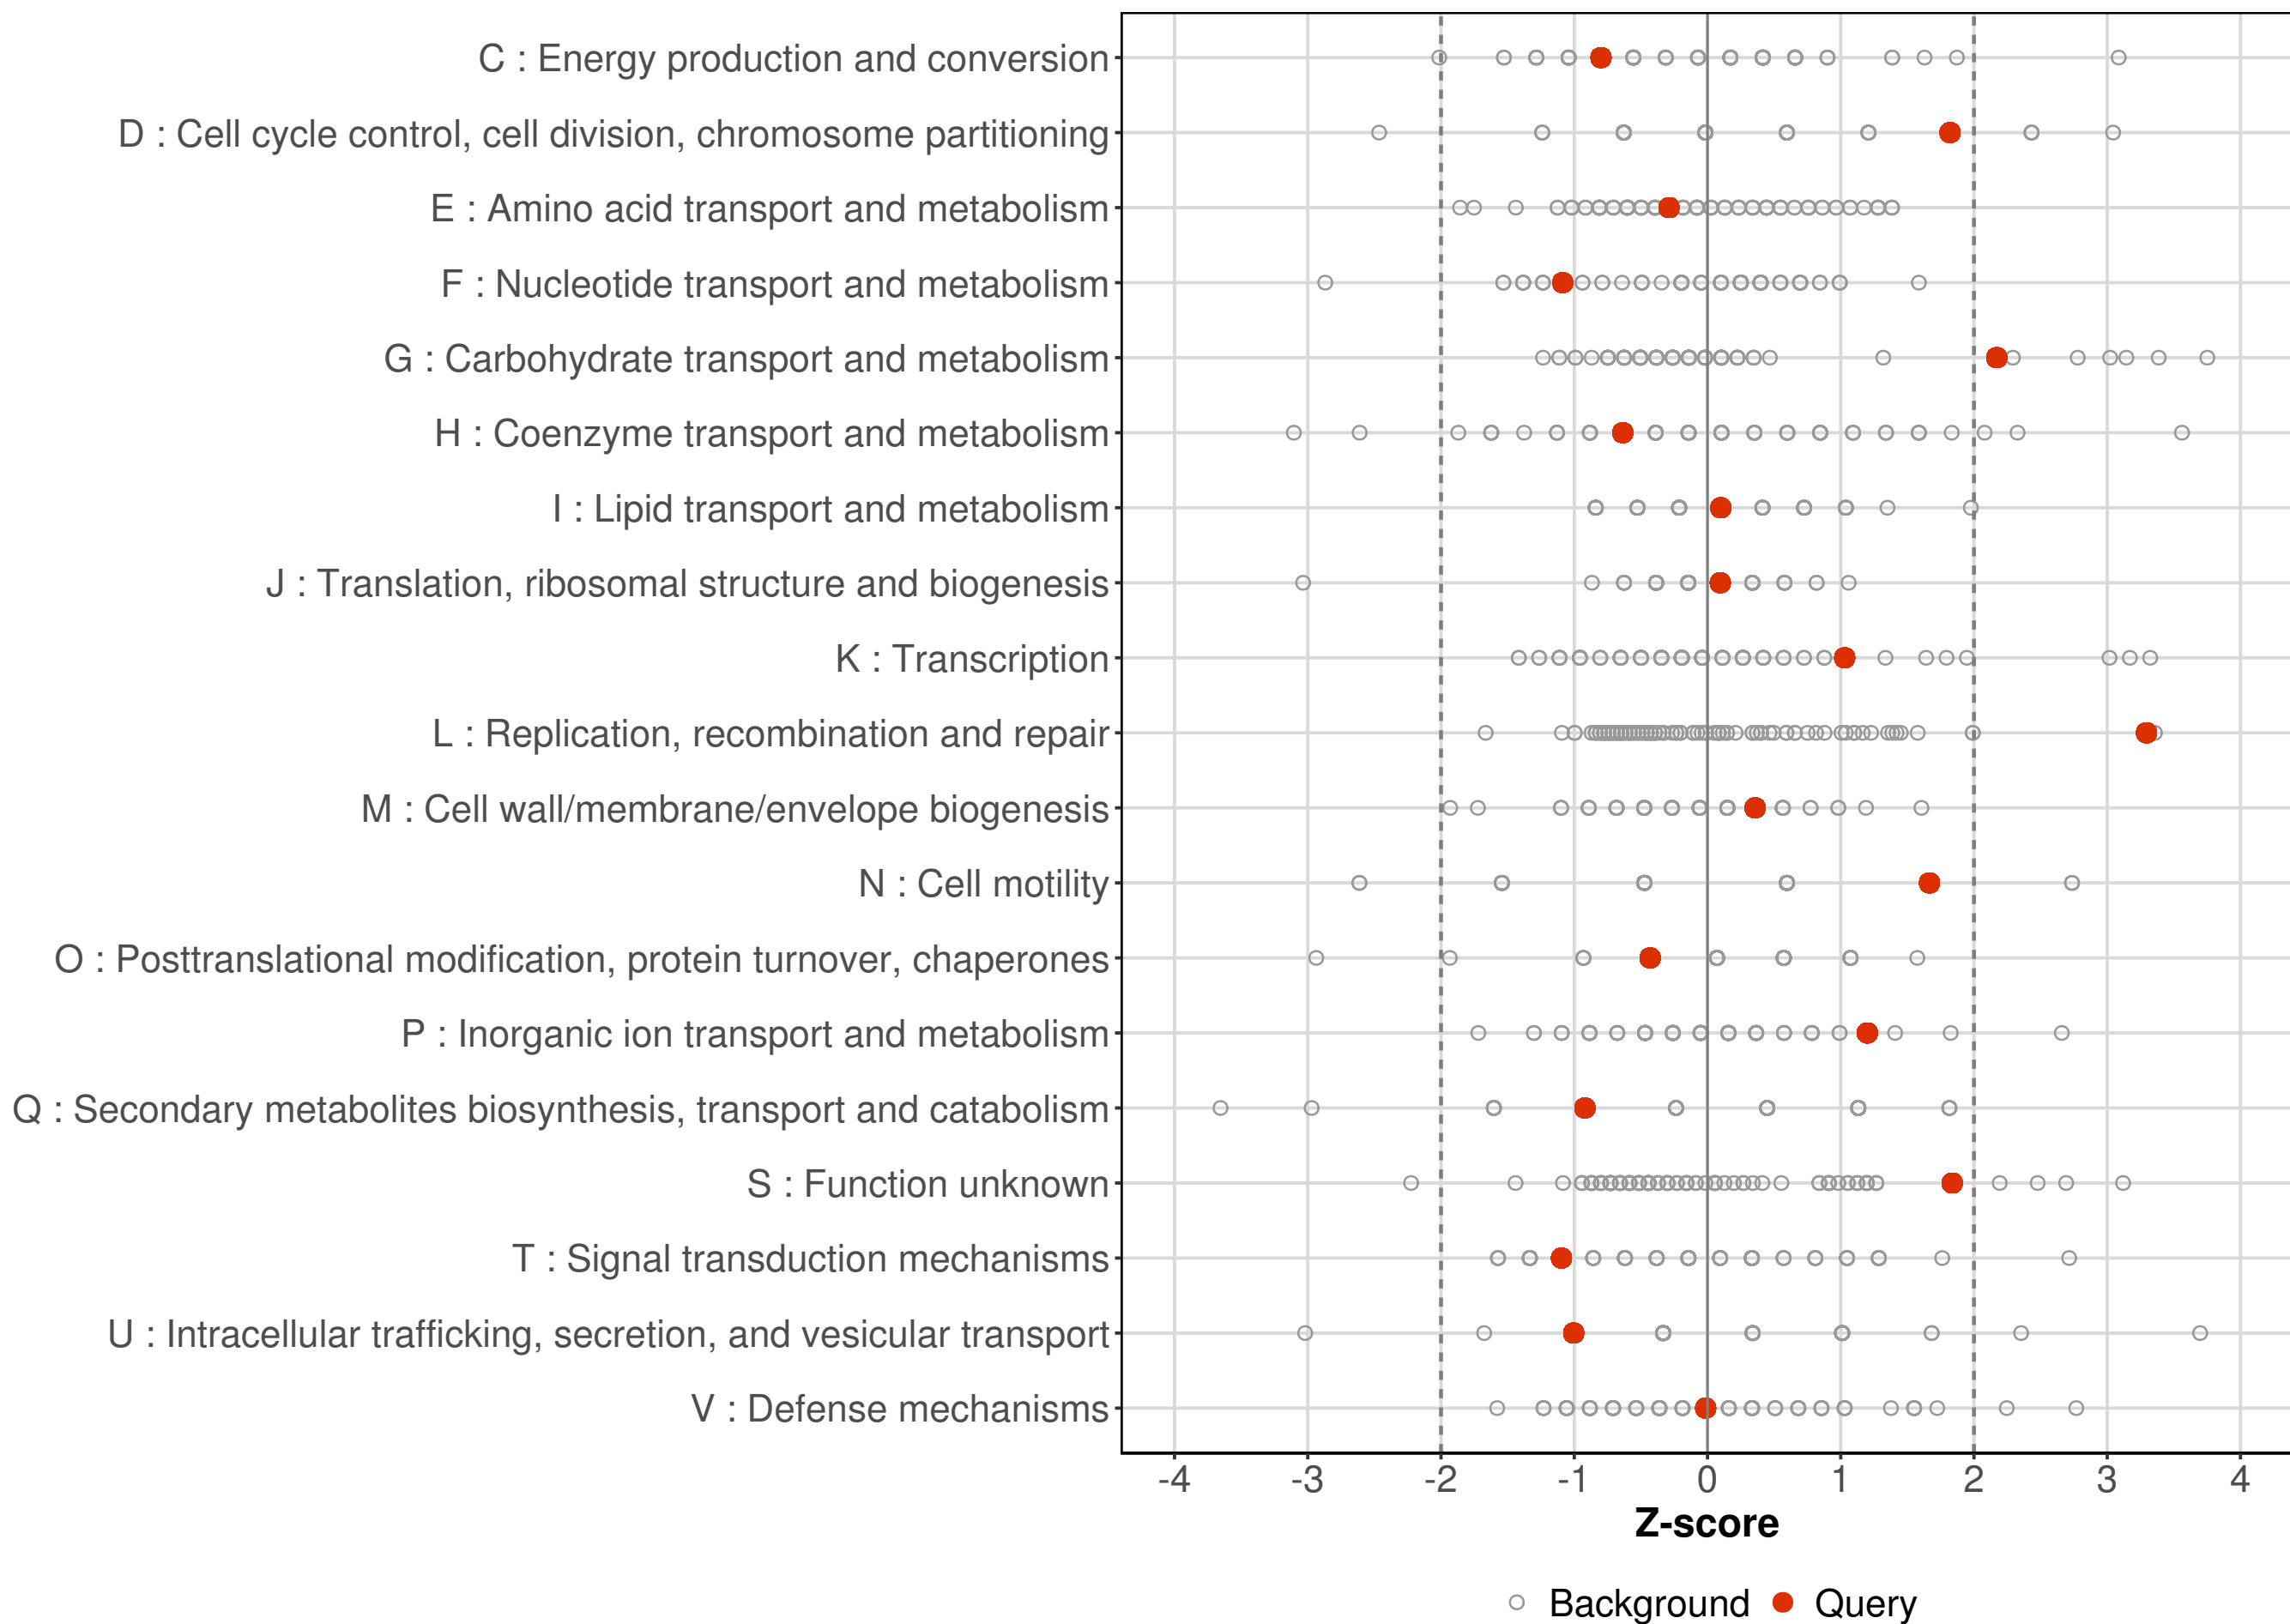 C : Energy production and conversion
D : Cell cycle control, cell division, chromosome partitioning
E : Amino acid transport and metabolism
F : Nucleotide transport and metabolism
G : Carbohydrate transport and metabolism
H : Coenzyme transport and metabolism
I : Lipid transport and metabolism
J : Translation, ribosomal structure and biogenesis
K : Transcription
L : Replication, recombination and repair
M : Cell wall/membrane/envelope biogenesis
N : Cell motility
O : Posttranslational modification, protein turnover, chaperones
P : Inorganic ion transport and metabolism
Q : Secondary metabolites biosynthesis, transport and catabolism
S : Function unknown
T : Signal transduction mechanisms
U : Intracellular trafficking, secretion, and vesicular transport
V : Defense mechanisms
-4 -3 -2 -1 0 1 2 3 4
Z-score
Background Query